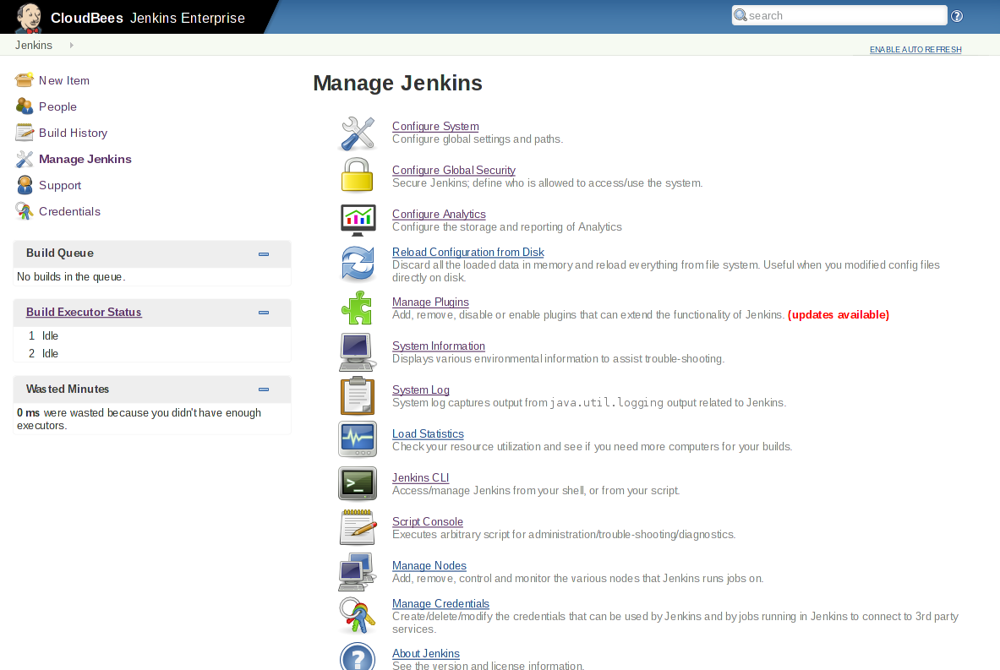 CloudBees Jenkins Enterprise
search
?
Jenkins
ENABLE AUTO REFRESH
New Item
People
Build History
Manage Jenkins
Support
Credentials
Build Queue
No builds in the queue.
Build Executor Status
1 Idle
2 Idle
Wasted Minutes
0 ms were wasted because you didn't have enough
executors.
Manage Jenkins
Configure System
Configure global settings and paths.
Configure Global Security
Secure Jenkins; define who is allowed to access/use the system.
Configure Analytics
Configure the storage and reporting of Analytics
Reload Configuration from Disk
Discard all the loaded data in memory and reload everything from file system. Useful when you modified config files
directly on disk.
Manage Plugins
Add, remove, disable or enable plugins that can extend the functionality of Jenkins. (updates available)
System Information
Displays various environmental information to assist trouble-shooting.
System Log
System log captures output from java.util.logging output related to Jenkins.
Load Statistics
Check your resource utilization and see if you need more computers for your builds.
>_
Jenkins CLI
Access/manage Jenkins from your shell, or from your script.
Script Console
Executes arbitrary script for administration/trouble-shooting/diagnostics.
Manage Nodes
Add, remove, control and monitor the various nodes that Jenkins runs jobs on.
Manage Credentials
Create/delete/modify the credentials that can be used by Jenkins and by jobs running in Jenkins to connect to 3rd party
services.
?
About Jenkins
See the version and license information.